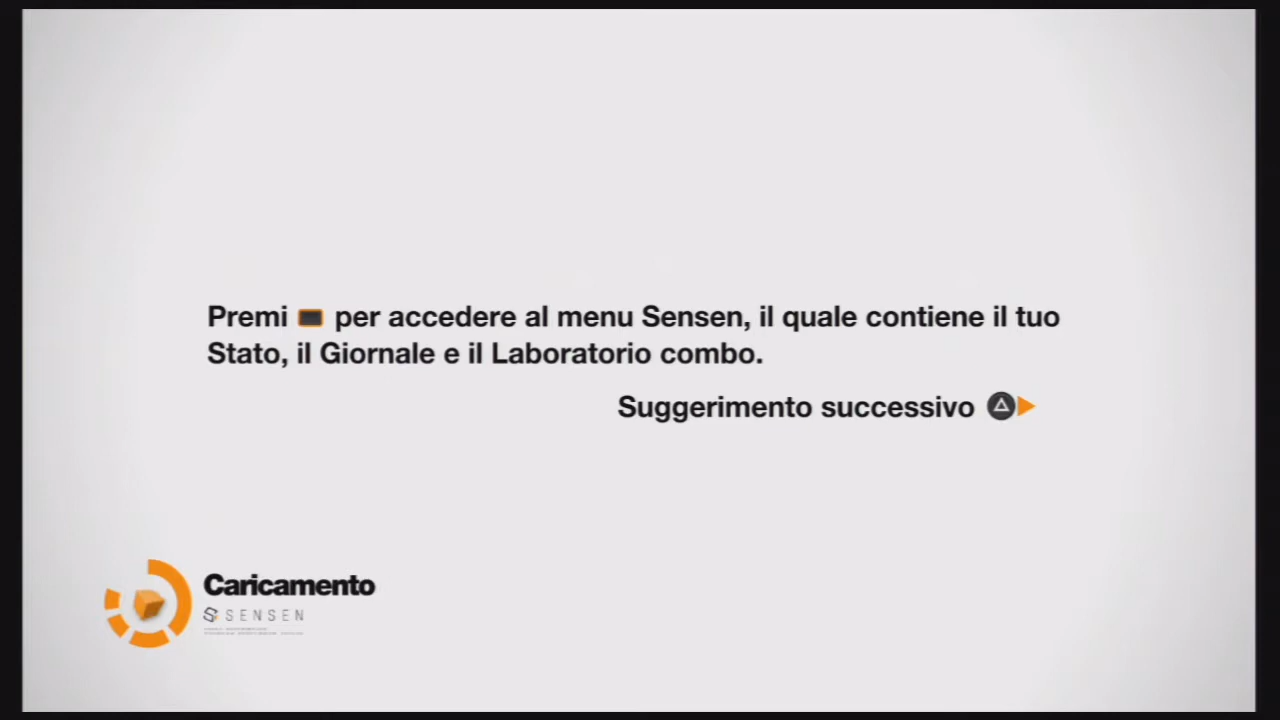 Premi per accedere al menu Sensen, il quale contiene il tuo
Stato, il Giornale e il Laboratorio combo.
Suggerimento successivo
Caricamento
SENSEN